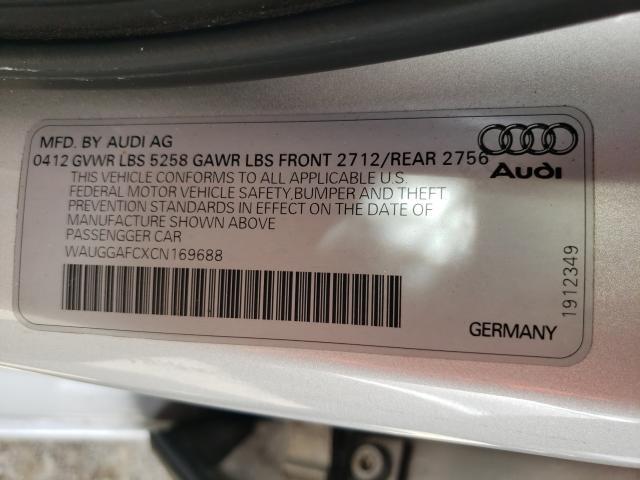 MFD. BY AUDI AG
0412 GVWR LBS 5258 GAWR LBS FRONT 2712/REAR 2756
THIS VEHICLE CONFORMS TO ALL APPLICABLE U.S.
FEDERAL MOTOR VEHICLE SAFETY,BUMPER AND THEFT
PREVENTION STANDARDS IN EFFECT ON THE DATE OF
MANUFACTURE SHOWN ABOVE
PASSENGGER CAR
WAUGGAFCXCN169688
Audi
1912349
GERMANY